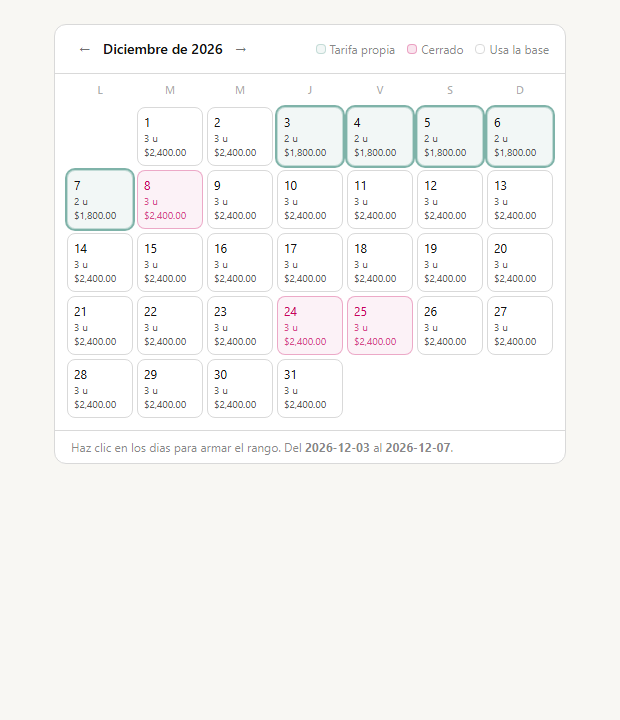 ← Diciembre de 2026 → Tarifa propia Cerrado Usa la base
L M M J V S D
1 2 3 4 5 6
3 u 3 u 2 u 2 u 2 u 2 u
$2,400.00 $2,400.00 $1,800.00 $1,800.00 $1,800.00 $1,800.00
7 8 9 10 11 12 13
2 u 3 u 3 u 3 u 3 u 3 u 3 u
$1,800.00 $2,400.00 $2,400.00 $2,400.00 $2,400.00 $2,400.00 $2,400.00
14 15 16 17 18 19 20
3 u 3 u 3 u 3 u 3 u 3 u 3 u
$2,400.00 $2,400.00 $2,400.00 $2,400.00 $2,400.00 $2,400.00 $2,400.00
21 22 23 24 25 26 27
3 u 3 u 3 u 3 u 3 u 3 u 3 u
$2,400.00 $2,400.00 $2,400.00 $2,400.00 $2,400.00 $2,400.00 $2,400.00
28 29 30 31
3 u 3 u 3 u 3 u
$2,400.00 $2,400.00 $2,400.00 $2,400.00
Haz clic en los dias para armar el rango. Del 2026-12-03 al 2026-12-07.